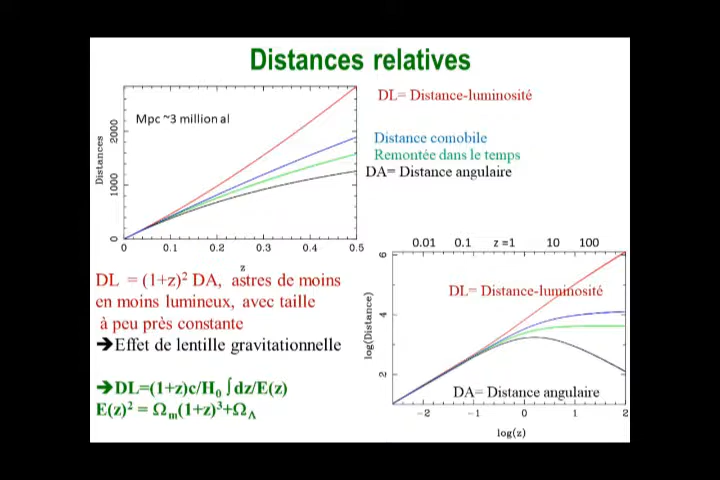 Distances relatives
DL= Distance-luminosité
Mpc ~3 million al
Distance comobile
Remontée dans le temps
DA= Distance angulaire
Distances
0 1000 2000
0 0.1 0.2 0.3 0.4 0.5
z
DL = (1+z)² DA, astres de moins
en moins lumineux, avec taille
à peu près constante
➔Effet de lentille gravitationnelle
➔DL=(1+z)c/H₀ ∫dz/E(z)
E(z)² = Ωₘ(1+z)³+Ω_Λ
0.01 0.1 z =1 10 100
DL= Distance-luminosité
log(Distance)
2 4 6
DA= Distance angulaire
−2 −1 0 1 2
log(z)